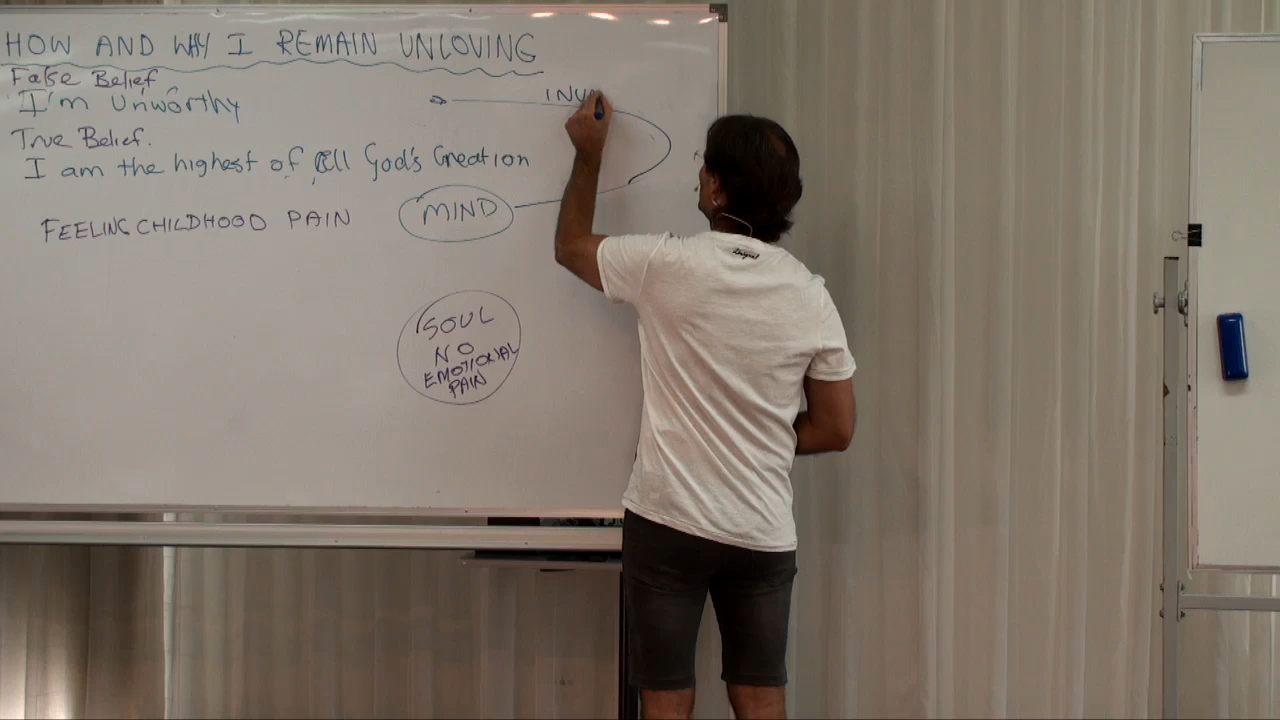 HOW AND WHY I REMAIN UNLOVING
False Belief
I'm Unworthy
True Belief.
I am the highest of all God's Creation
INV
FEELING CHILDHOOD PAIN
MIND
SOUL
NO
EMOTIONAL
PAIN